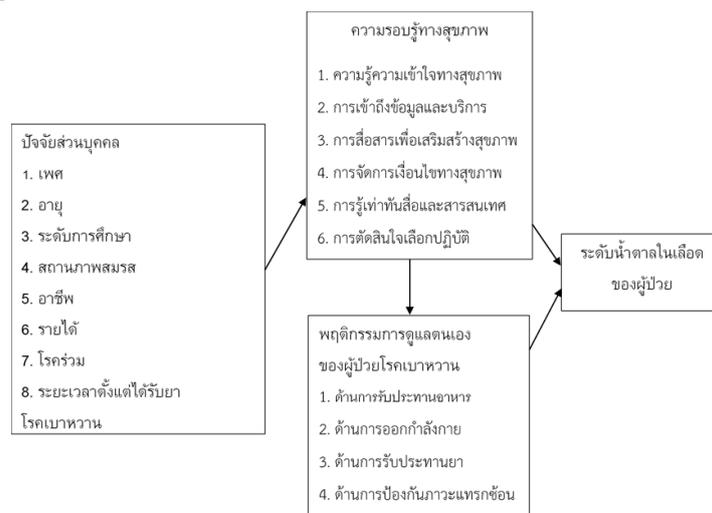 ความรอบรู้ทางสุขภาพ
1. ความรู้ความเข้าใจทางสุขภาพ
2. การเข้าถึงข้อมูลและบริการ
3. การสื่อสารเพื่อเสริมสร้างสุขภาพ
4. การจัดการเงื่อนไขทางสุขภาพ
5. การรู้เท่าทันสื่อและสารสนเทศ
6. การตัดสินใจเลือกปฏิบัติ
ปัจจัยส่วนบุคคล
1. เพศ
2. อายุ
3. ระดับการศึกษา
4. สถานภาพสมรส
5. อาชีพ
6. รายได้
7. โรคร่วม
8. ระยะเวลาตั้งแต่ได้รับยา
โรคเบาหวาน
ระดับน้ำตาลในเลือด
ของผู้ป่วย
พฤติกรรมการดูแลตนเอง
ของผู้ป่วยโรคเบาหวาน
1. ด้านการรับประทานอาหาร
2. ด้านการออกกำลังกาย
3. ด้านการรับประทานยา
4. ด้านการป้องกันภาวะแทรกซ้อน